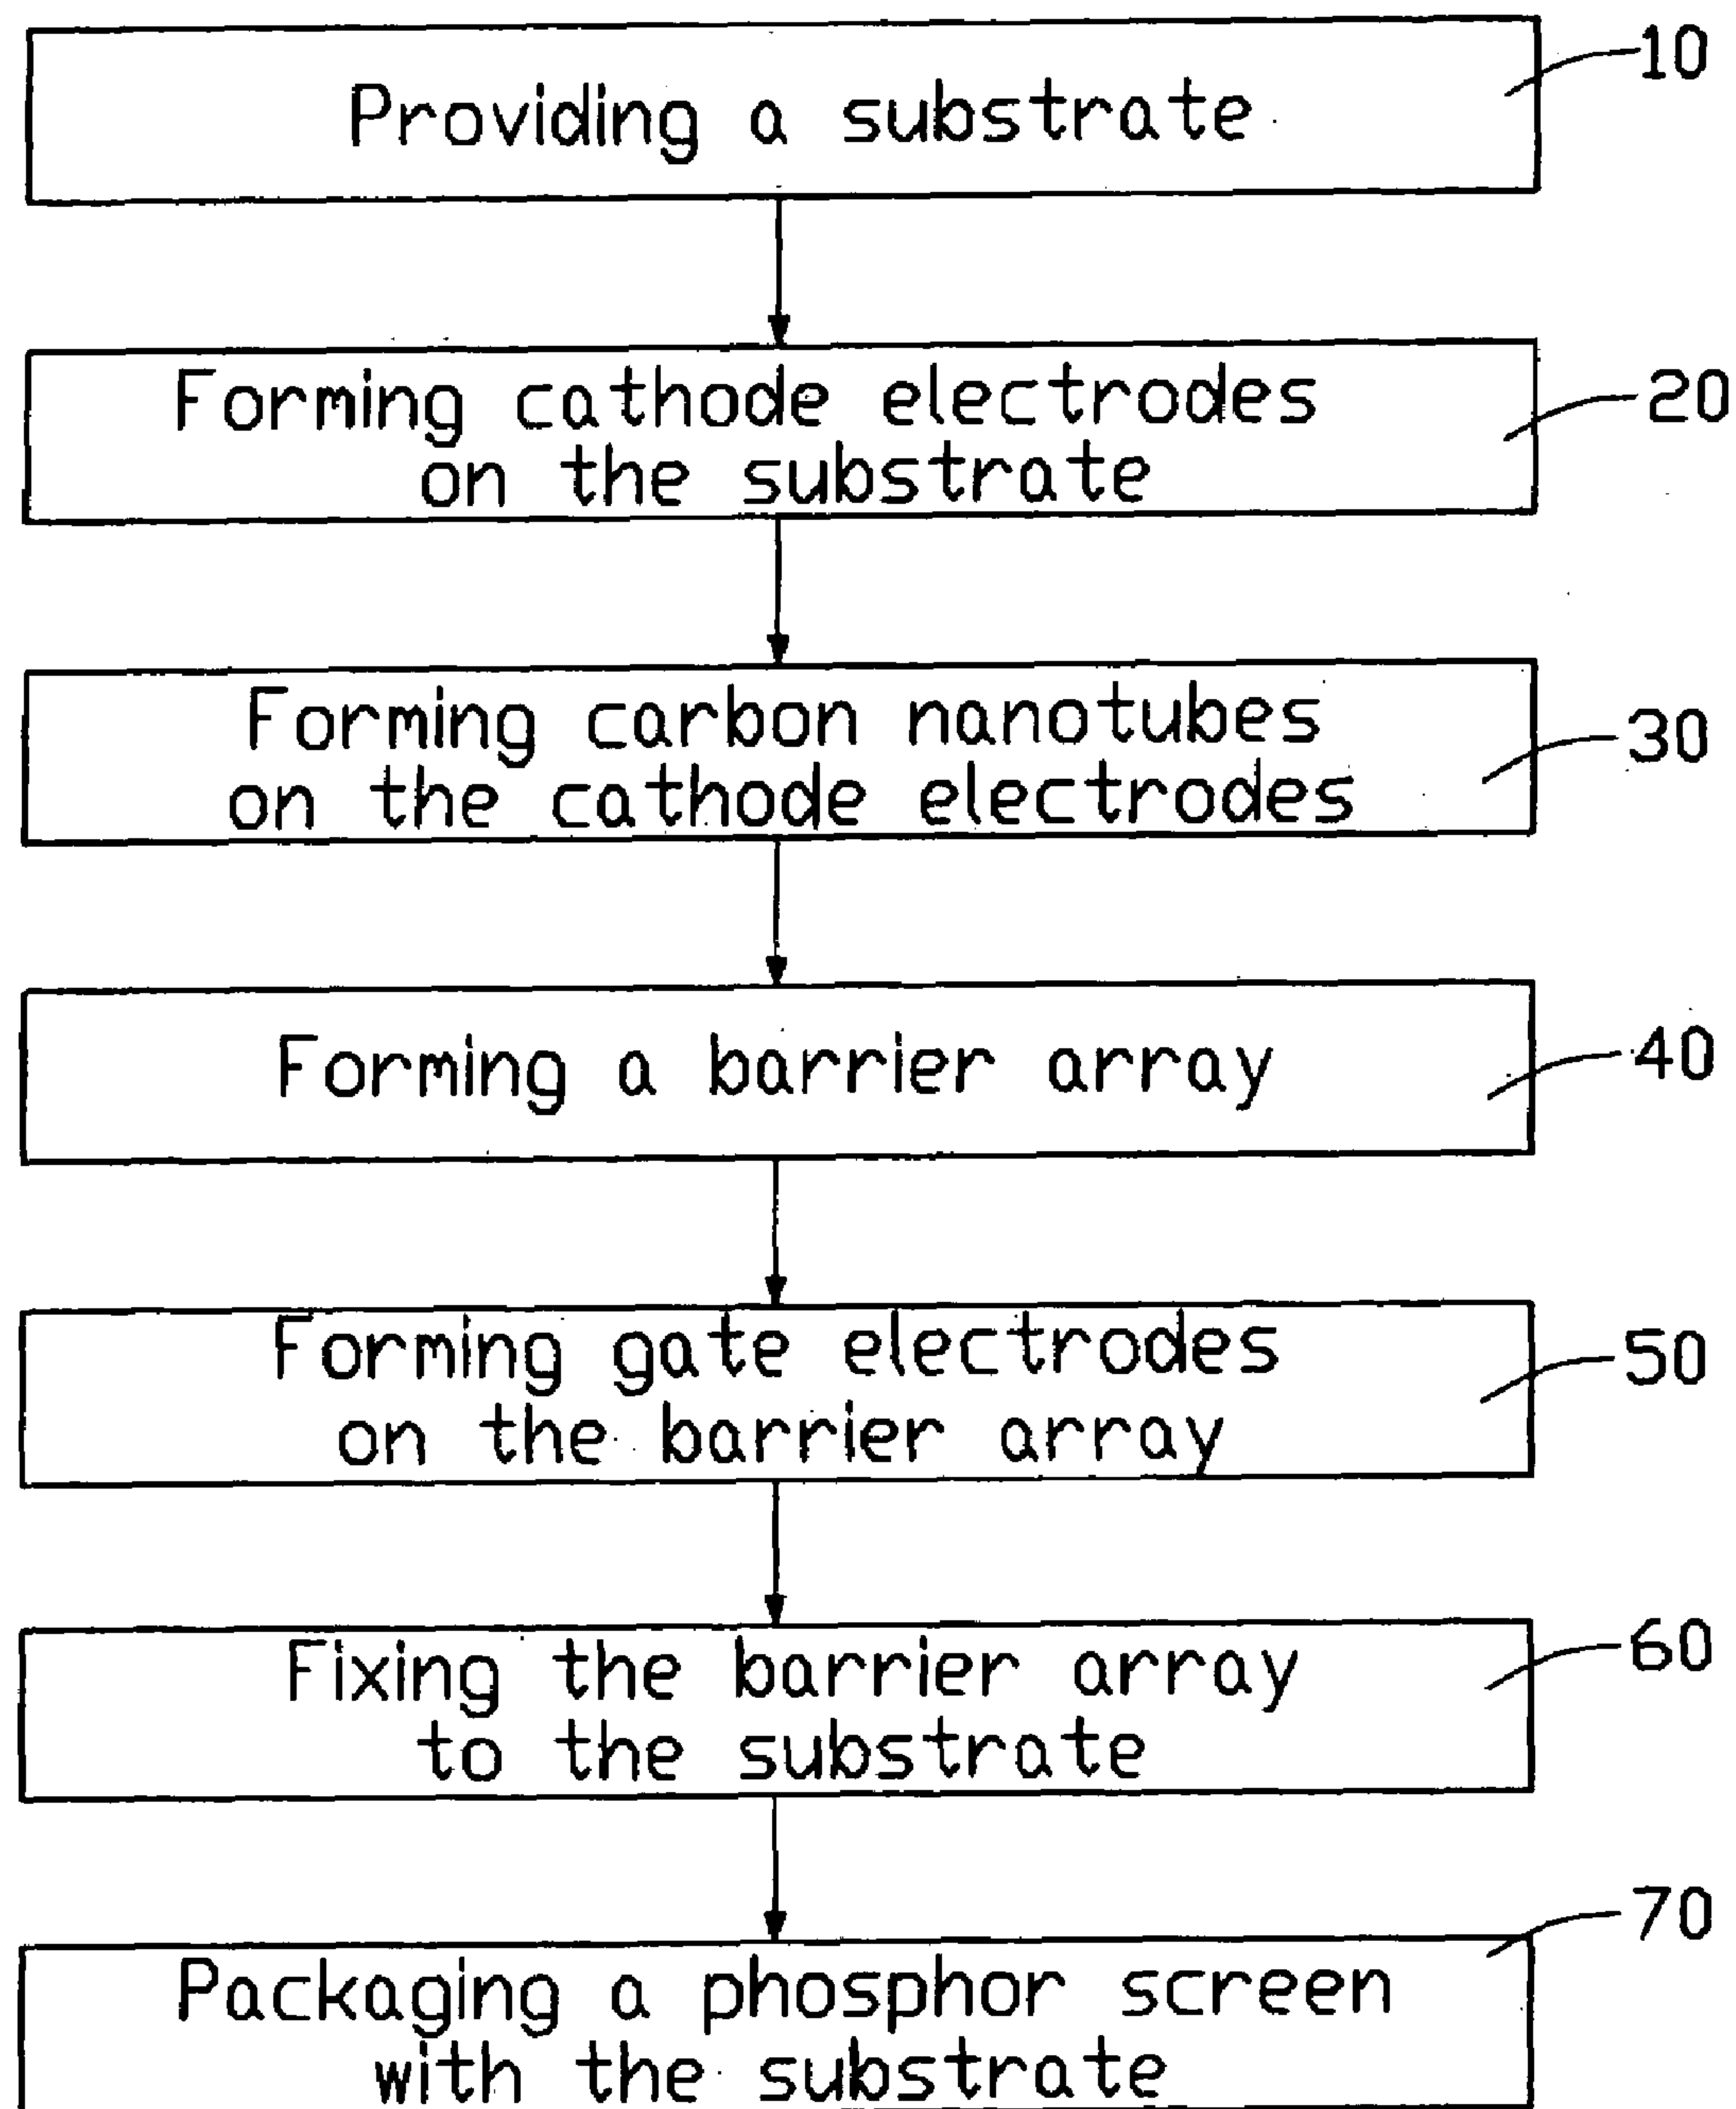 Providing a substrate
10
Forming cathode electrodes
on the substrate
20
Forming carbon nanotubes
on the cathode electrodes
30
Forming a barrier array
40
Forming gate electrodes
on the barrier array
50
Fixing the barrier array
to the substrate
60
Packaging a phosphor screen
with the substrate
70